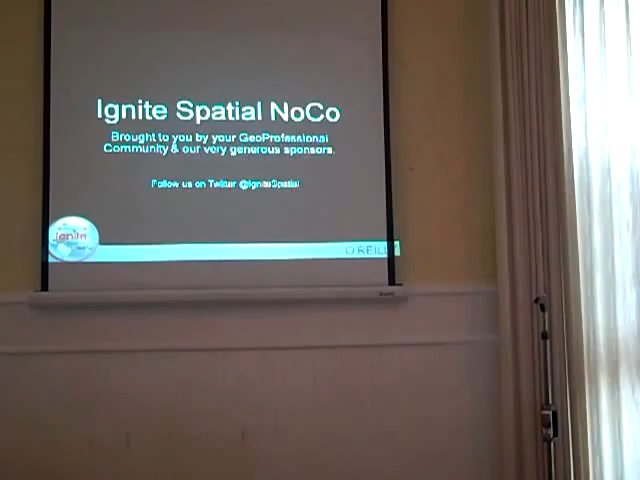 Ignite Spatial NoCo
Brought to you by your GeoProfessional
Community & our very generous sponsors.
Follow us on Twitter @IgniteSpatial
Ignite
O'REILLY